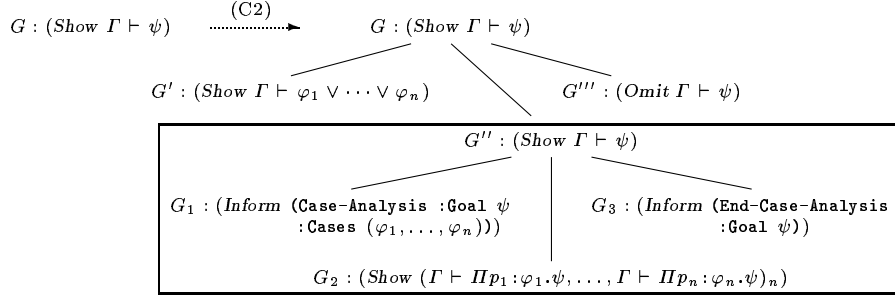 (C2)
G : (Show Γ ⊢ ψ) G : (Show Γ ⊢ ψ)
G′ : (Show Γ ⊢ φ₁ ∨ ⋯ ∨ φₙ) G‴ : (Omit Γ ⊢ ψ)
G″ : (Show Γ ⊢ ψ)
G₁ : (Inform (Case-Analysis :Goal ψ
:Cases (φ₁, . . . , φₙ)))
G₃ : (Inform (End-Case-Analysis
:Goal ψ))
G₂ : (Show (Γ ⊢ Πp₁:φ₁.ψ, . . . , Γ ⊢ Πpₙ:φₙ.ψ)ₙ)